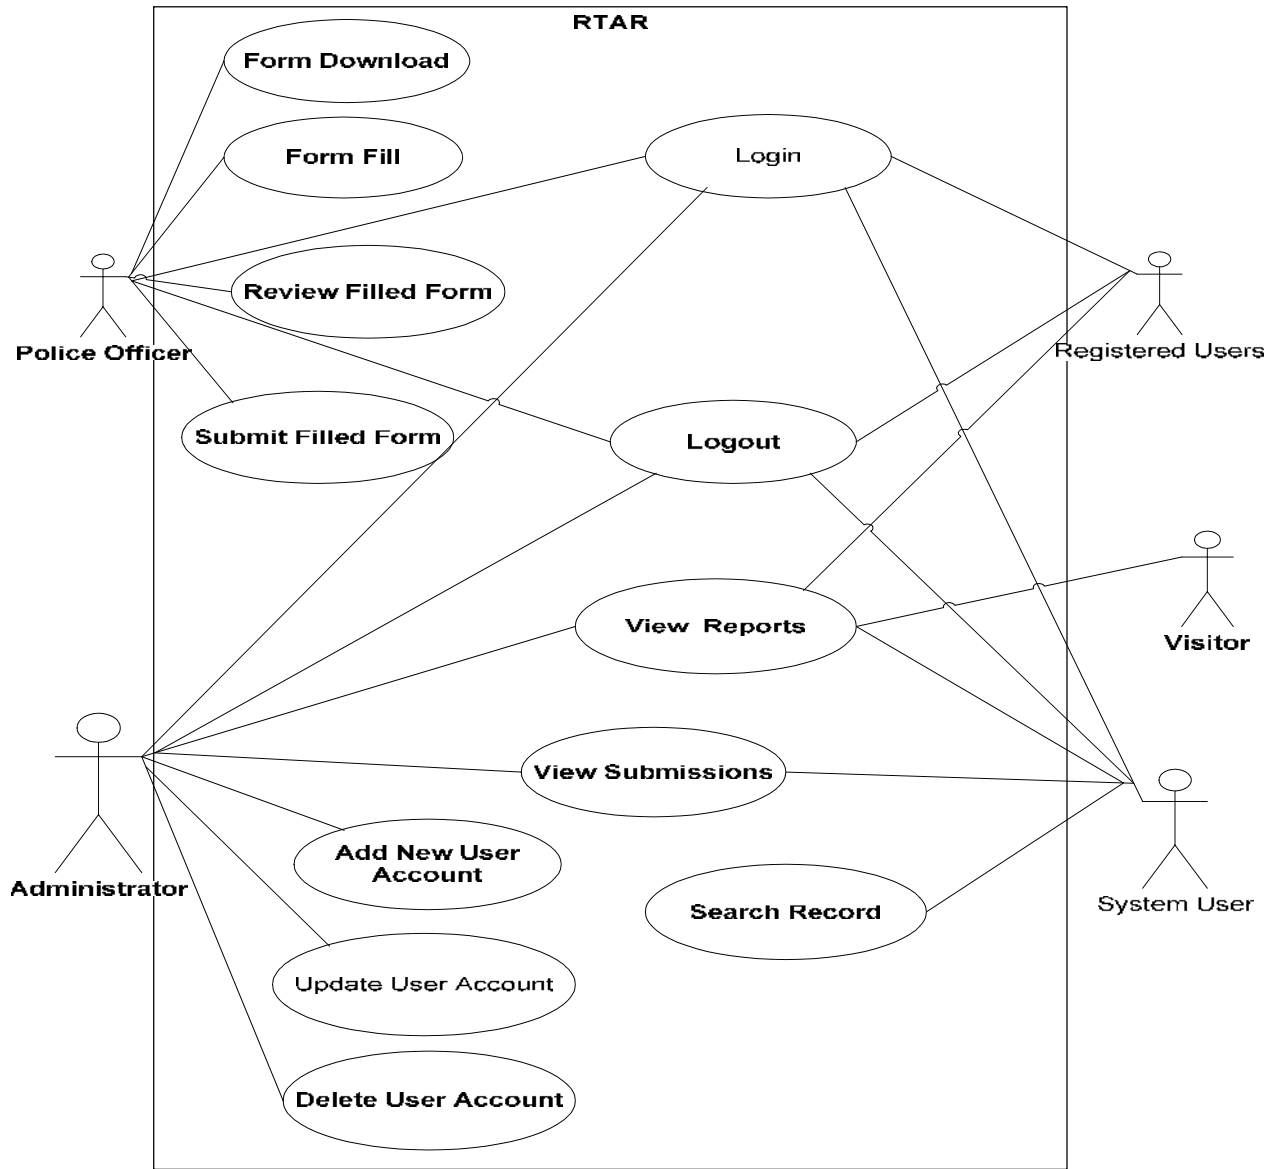 RTAR
Form Download
Form Fill
Login
Review Filled Form
Police Officer
Registered Users
Submit Filled Form
Logout
View Reports
Visitor
View Submissions
Add New User
Account
Administrator
Search Record
System User
Update User Account
Delete User Account